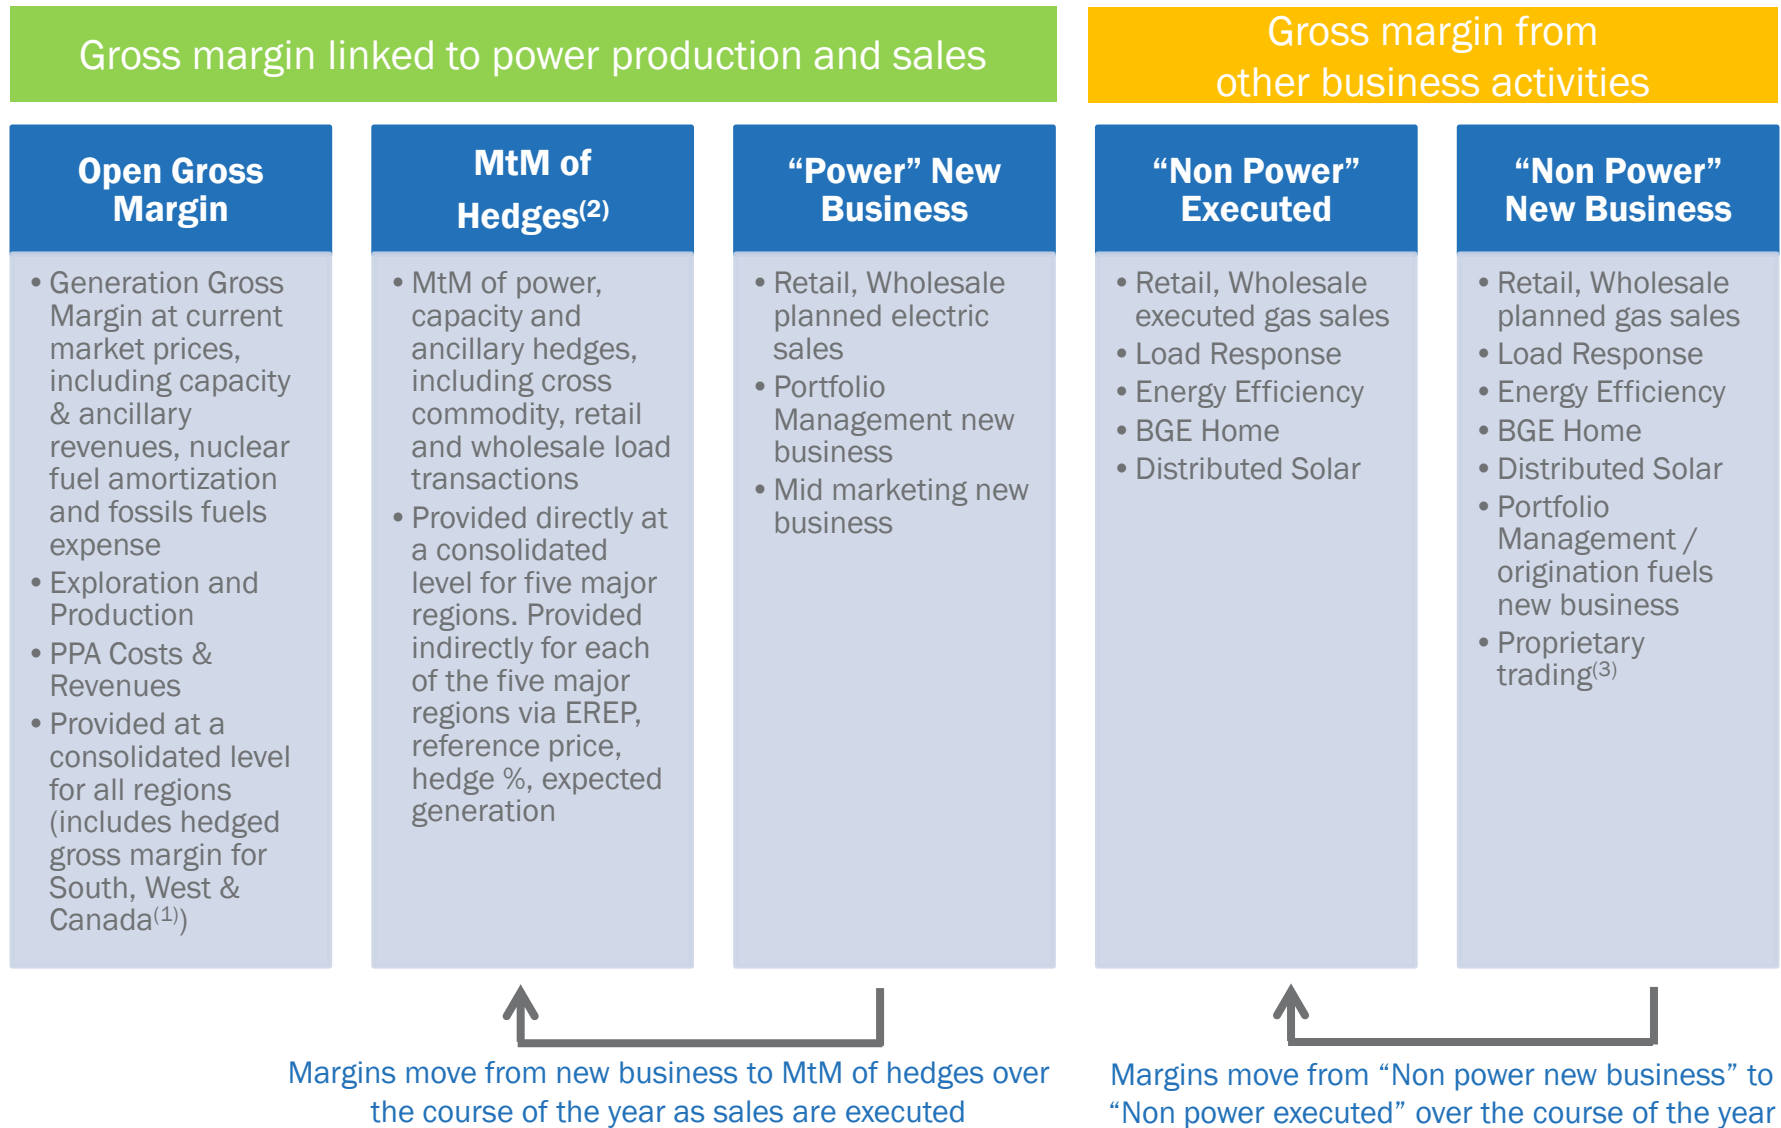 Gross margin linked to power production and sales
Gross margin from
other business activities
Open Gross
Margin
• Generation Gross
Margin at current
market prices,
including capacity
& ancillary
revenues, nuclear
fuel amortization
and fossils fuels
expense
• Exploration and
Production
• PPA Costs &
Revenues
• Provided at a
consolidated level
for all regions
(includes hedged
gross margin for
South, West &
Canada(1))
MtM of
Hedges(2)
• MtM of power,
capacity and
ancillary hedges,
including cross
commodity, retail
and wholesale load
transactions
• Provided directly at
a consolidated
level for five major
regions. Provided
indirectly for each
of the five major
regions via EREP,
reference price,
hedge %, expected
generation
“Power” New
Business
• Retail, Wholesale
planned electric
sales
• Portfolio
Management new
business
• Mid marketing new
business
“Non Power”
Executed
• Retail, Wholesale
executed gas sales
• Load Response
• Energy Efficiency
• BGE Home
• Distributed Solar
“Non Power”
New Business
• Retail, Wholesale
planned gas sales
• Load Response
• Energy Efficiency
• BGE Home
• Distributed Solar
• Portfolio
Management /
origination fuels
new business
• Proprietary
trading(3)
Margins move from new business to MtM of hedges over
the course of the year as sales are executed
Margins move from “Non power new business” to
“Non power executed” over the course of the year